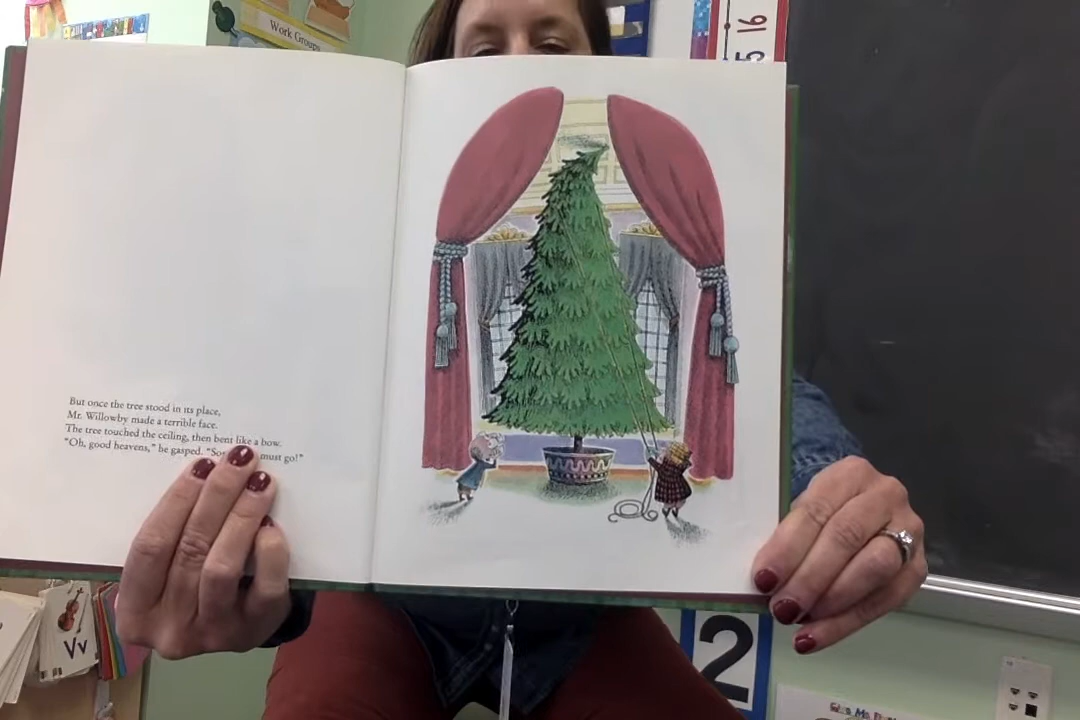 Work Groups
16
5
But once the tree stood in its place,
Mr. Willowby made a terrible face.
The tree touched the ceiling, then bent like a bow.
"Oh, good heavens," he gasped. must go!"
Vv
2